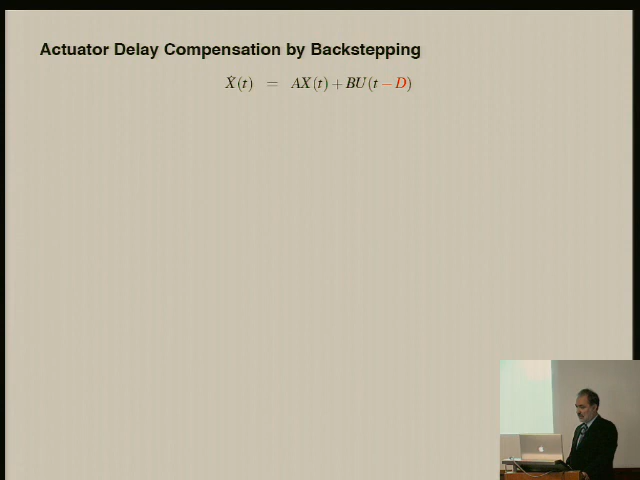 Actuator Delay Compensation by Backstepping
Ẋ(t) = AX(t) + BU(t − D)